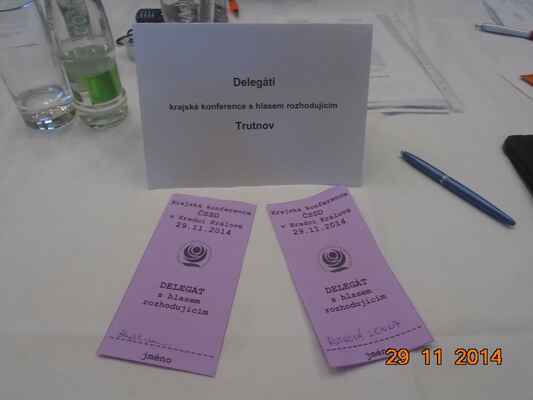 Delegáti
krajské konference s hlasem rozhodujícím
Trutnov
Krajská konference
ČSSD
v Hradci Králové
29.11.2014
DELEGÁT
s hlasem
rozhodujícím
jméno
Krajská konference
ČSSD
v Hradci Králové
29.11.2014
DELEGÁT
s hlasem
rozhodujícím
jméno
29 11 2014